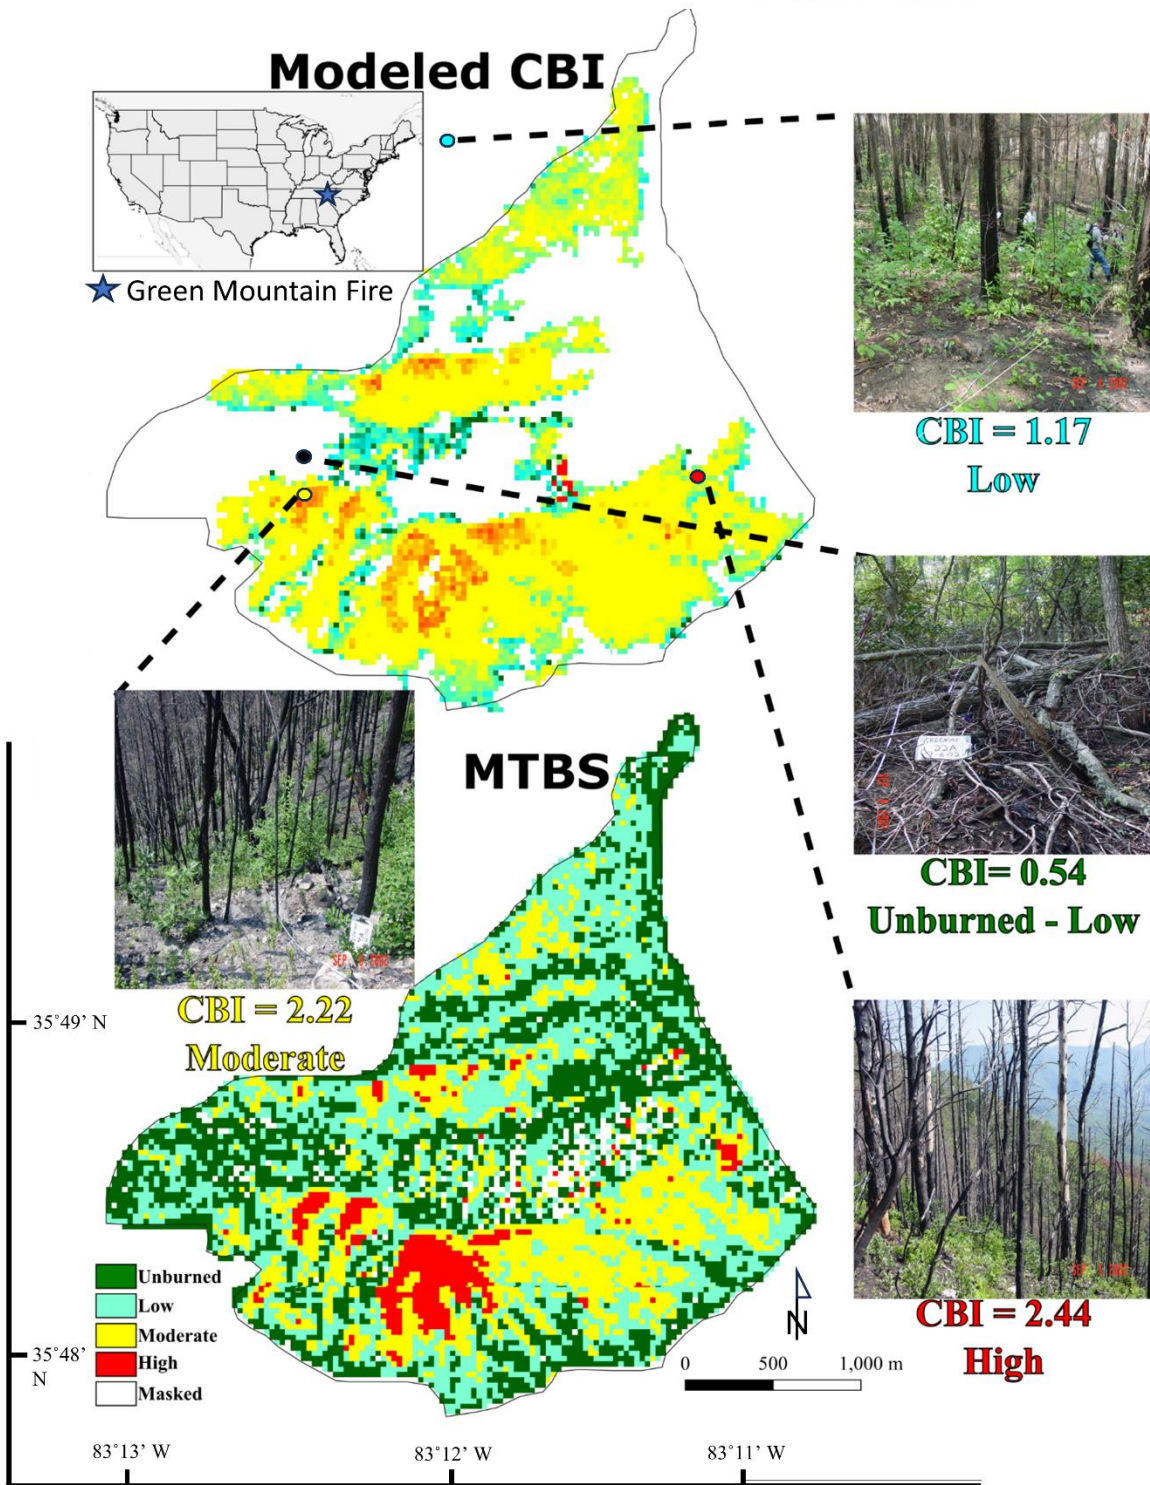 Modeled CBI
Green Mountain Fire
CBI = 1.17
Low
CBI= 0.54
Unburned - Low
MTBS
CBI = 2.22
Moderate
CBI = 2.44
High
35°49’ N
35°48’
N
Unburned
Low
Moderate
High
Masked
N
0 500 1,000 m
83°13’ W 83°12’ W 83°11’ W